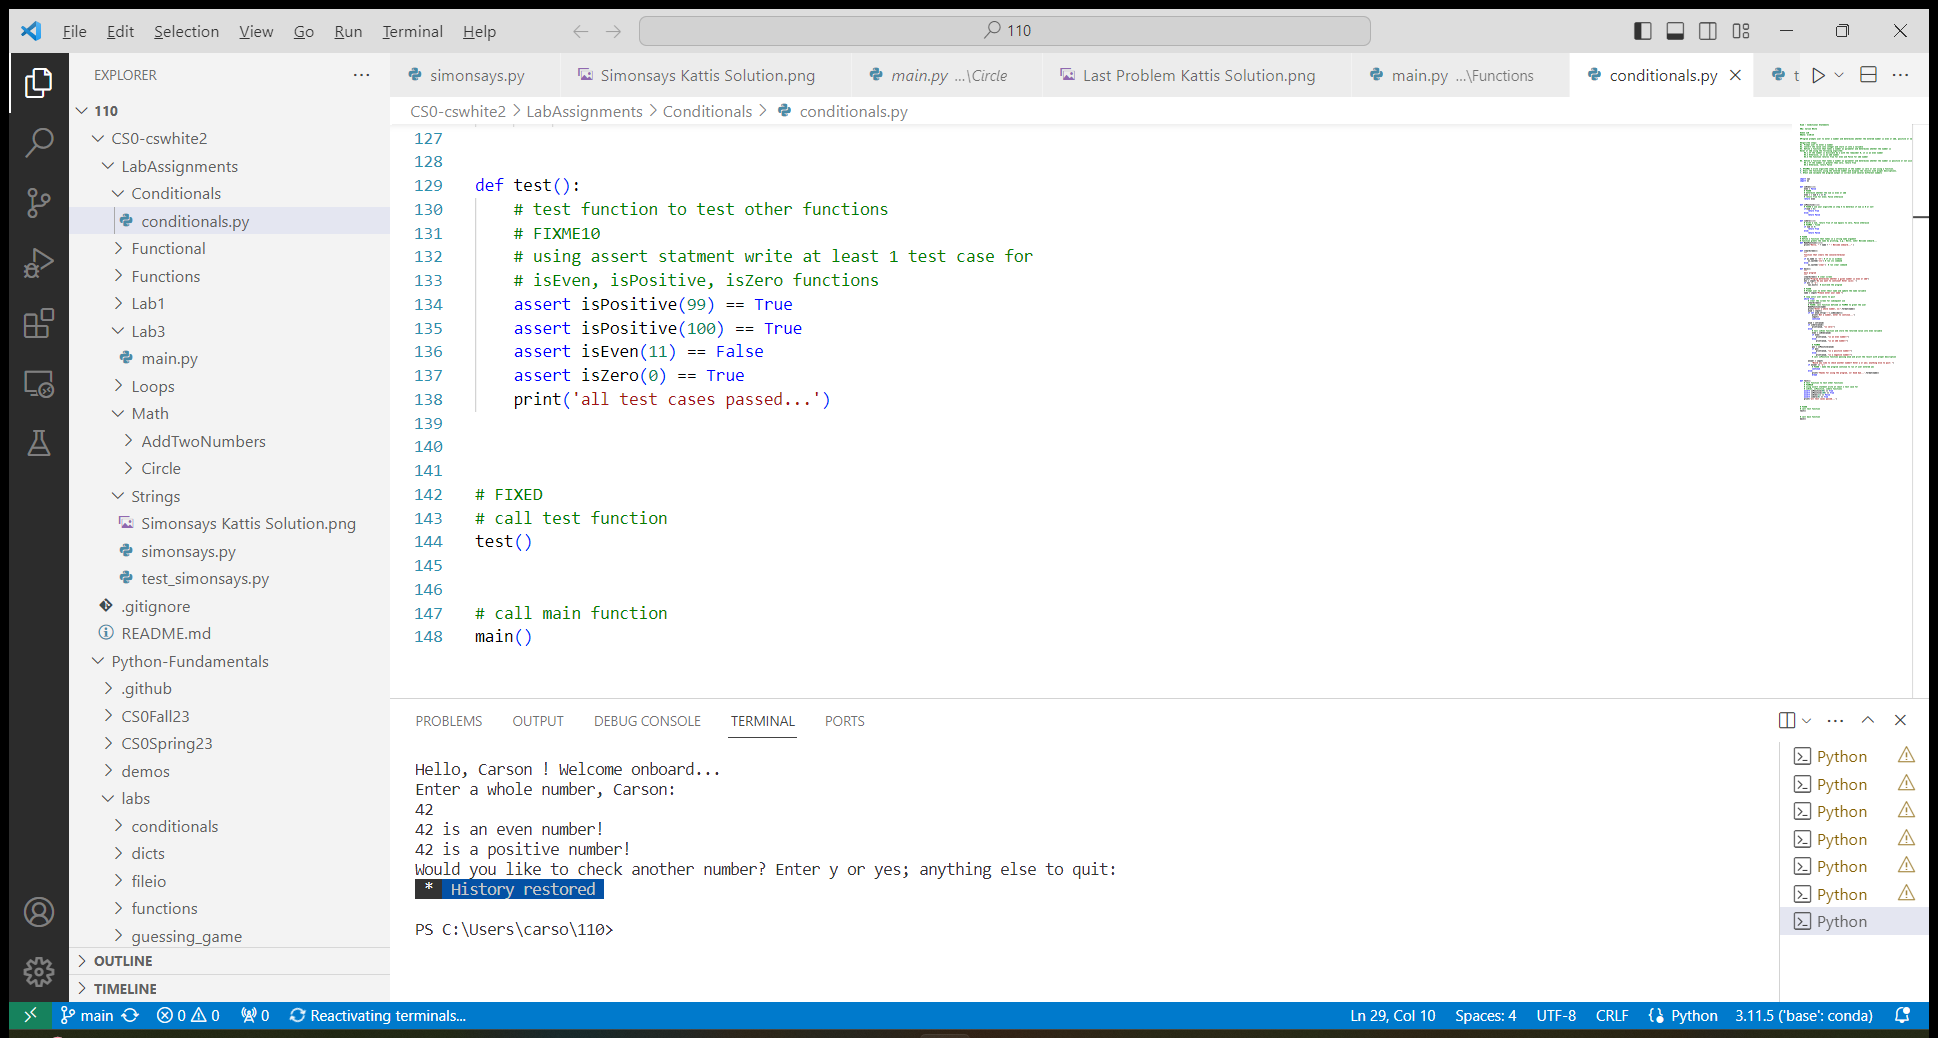 File Edit Selection View Go Run Terminal Help
110
EXPLORER
simonsays.py
Simonsays Kattis Solution.png
main.py ...\Circle
Last Problem Kattis Solution.png
main.py ...\Functions
conditionals.py
t
CS0-cswhite2 > LabAssignments > Conditionals > conditionals.py
110
CS0-cswhite2
LabAssignments
Conditionals
conditionals.py
Functional
Functions
Lab1
Lab3
main.py
Loops
Math
AddTwoNumbers
Circle
Strings
Simonsays Kattis Solution.png
simonsays.py
test_simonsays.py
.gitignore
README.md
Python-Fundamentals
.github
CS0Fall23
CS0Spring23
demos
labs
conditionals
dicts
fileio
functions
guessing_game
OUTLINE
TIMELINE
127
128
129 def test():
130 # test function to test other functions
131 # FIXME10
132 # using assert statment write at least 1 test case for
133 # isEven, isPositive, isZero functions
134 assert isPositive(99) == True
135 assert isPositive(100) == True
136 assert isEven(11) == False
137 assert isZero(0) == True
138 print('all test cases passed...')
139
140
141
142 # FIXED
143 # call test function
144 test()
145
146
147 # call main function
148 main()
PROBLEMS OUTPUT DEBUG CONSOLE TERMINAL PORTS
Hello, Carson ! Welcome onboard...
Enter a whole number, Carson:
42
42 is an even number!
42 is a positive number!
Would you like to check another number? Enter y or yes; anything else to quit:
* History restored
PS C:\Users\carso\110>
Python
Python
Python
Python
Python
Python
Python
main 0 0 0 Reactivating terminals...
Ln 29, Col 10 Spaces: 4 UTF-8 CRLF Python 3.11.5 ('base': conda)